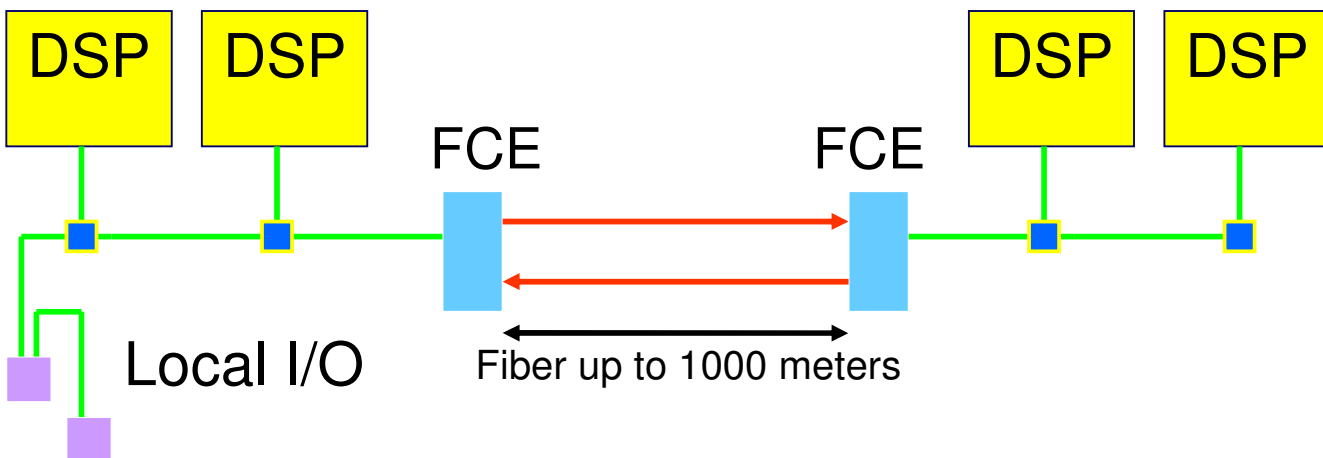 DSP
DSP
DSP
DSP
FCE
FCE
Local I/O
Fiber up to 1000 meters